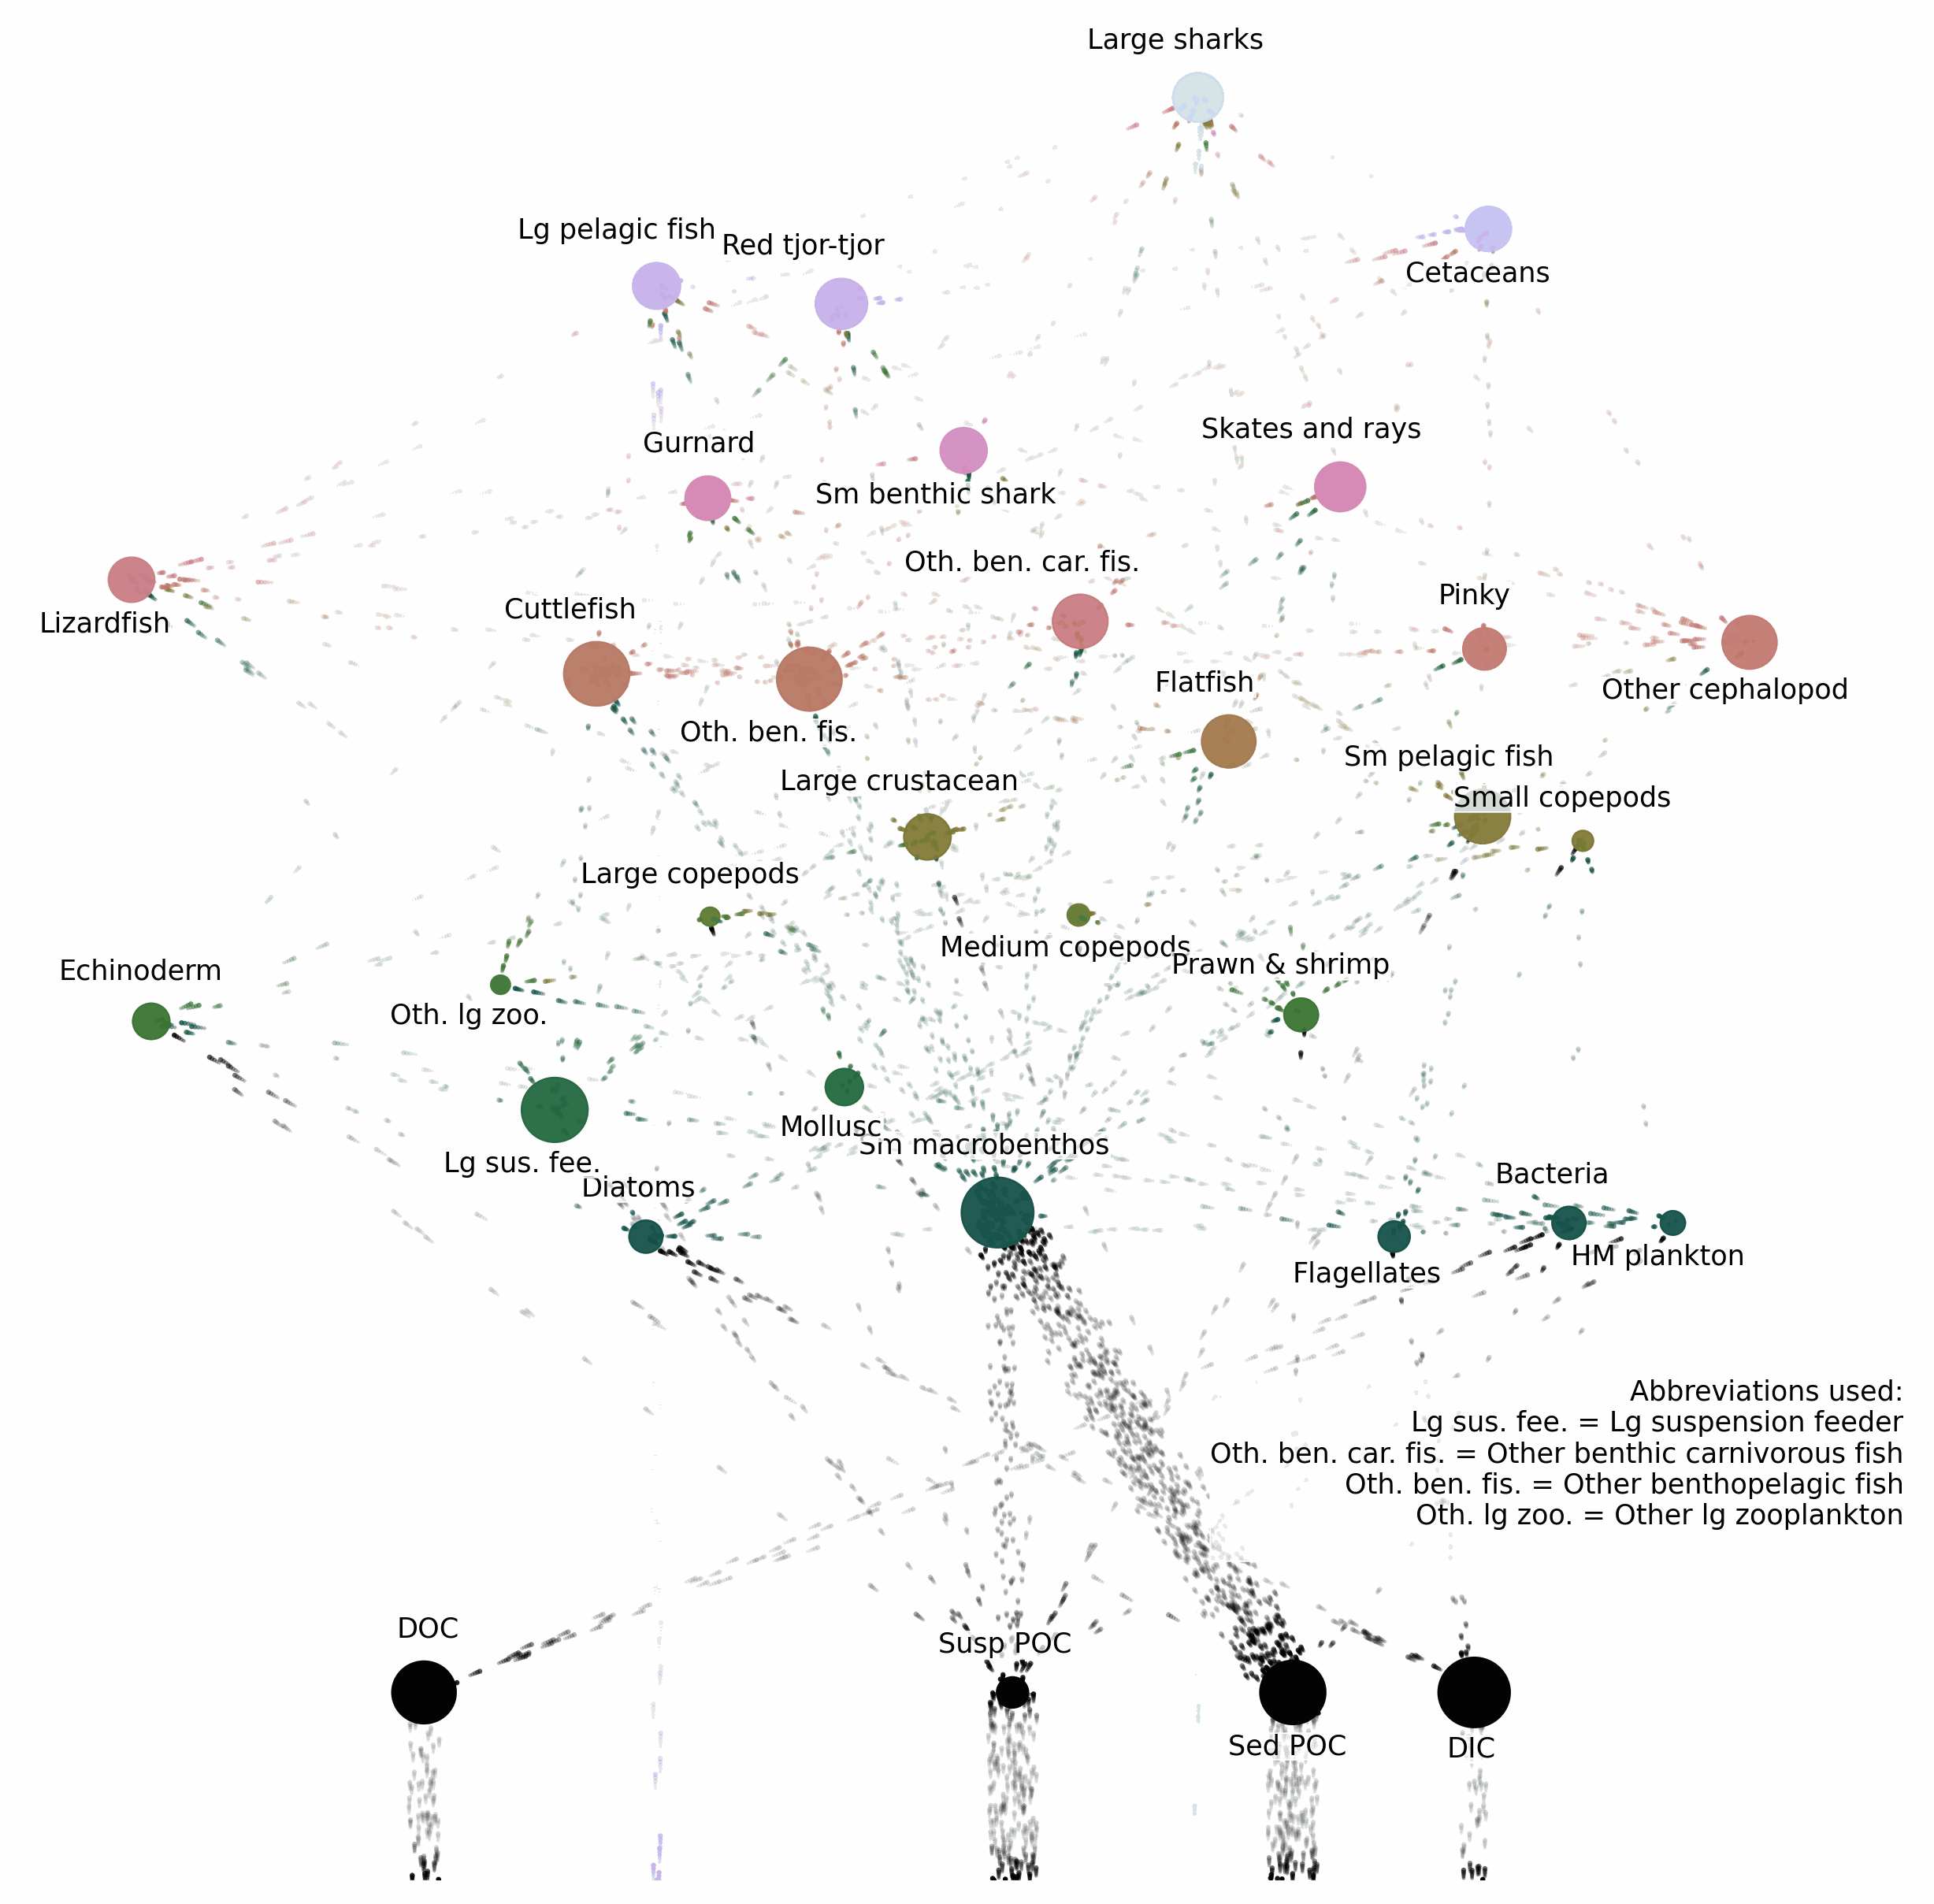 Large sharks
Lg pelagic fish
Red tjor-tjor
Cetaceans
Gurnard
Skates and rays
Sm benthic shark
Oth. ben. car. fis.
Lizardfish
Cuttlefish
Pinky
Other cephalopod
Oth. ben. fis.
Flatfish
Sm pelagic fish
Large crustacean
Small copepods
Large copepods
Medium copepods
Prawn & shrimp
Echinoderm
Oth. lg zoo.
Mollusc
Sm macrobenthos
Lg sus. fee.
Diatoms
Bacteria
HM plankton
Flagellates
Abbreviations used:
Lg sus. fee. = Lg suspension feeder
Oth. ben. car. fis. = Other benthic carnivorous fish
Oth. ben. fis. = Other benthopelagic fish
Oth. lg zoo. = Other lg zooplankton
DOC
Susp POC
Sed POC
DIC